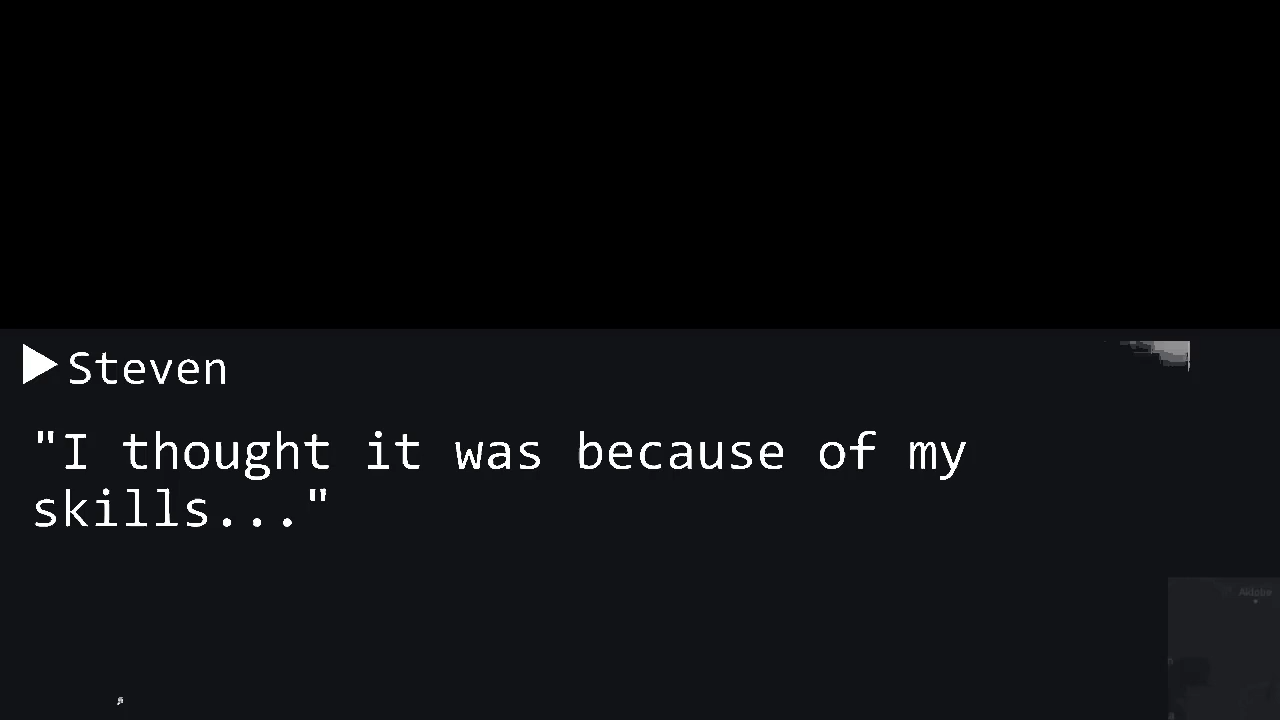 ▶Steven
"I thought it was because of my
skills..."